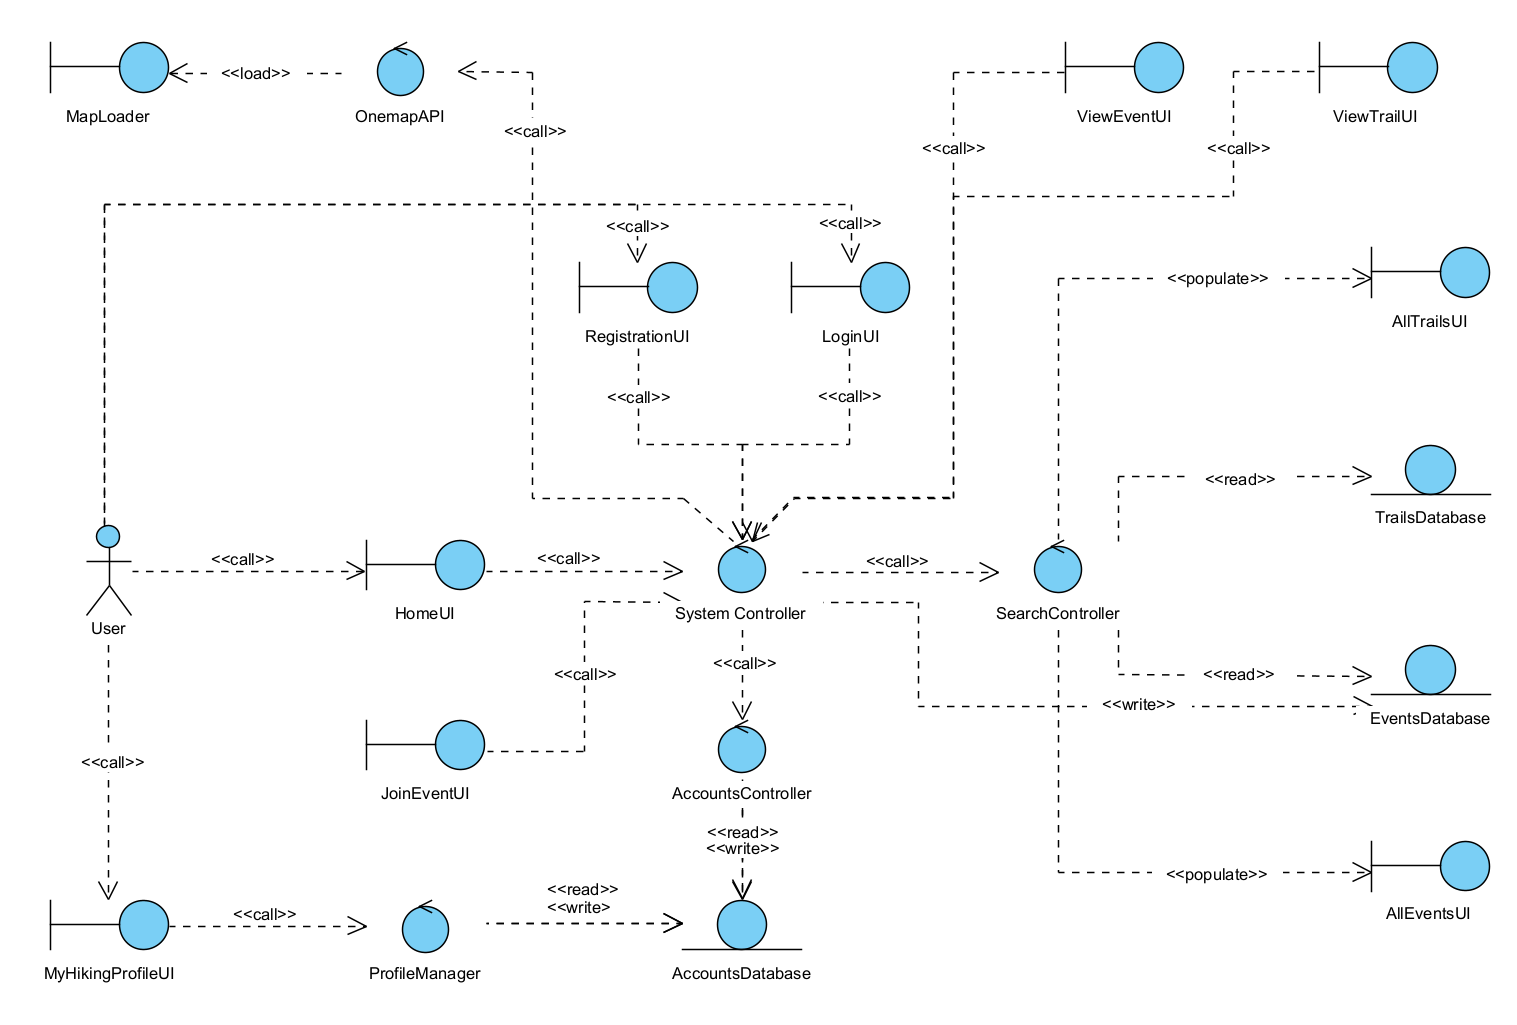 <<load>>
MapLoader
OnemapAPI
ViewEventUI
ViewTrailUI
<<call>>
<<call>>
<<call>>
<<call>>
<<call>>
<<populate>>
AllTrailsUI
RegistrationUI
LoginUI
<<call>>
<<call>>
<<read>>
TrailsDatabase
<<call>>
<<call>>
<<call>>
User
HomeUI
System Controller
SearchController
<<call>>
<<call>>
<<read>>
<<write>>
EventsDatabase
<<call>>
JoinEventUI
AccountsController
<<read>>
<<write>>
<<populate>>
<<read>>
<<write>
<<call>>
AllEventsUI
MyHikingProfileUI
ProfileManager
AccountsDatabase